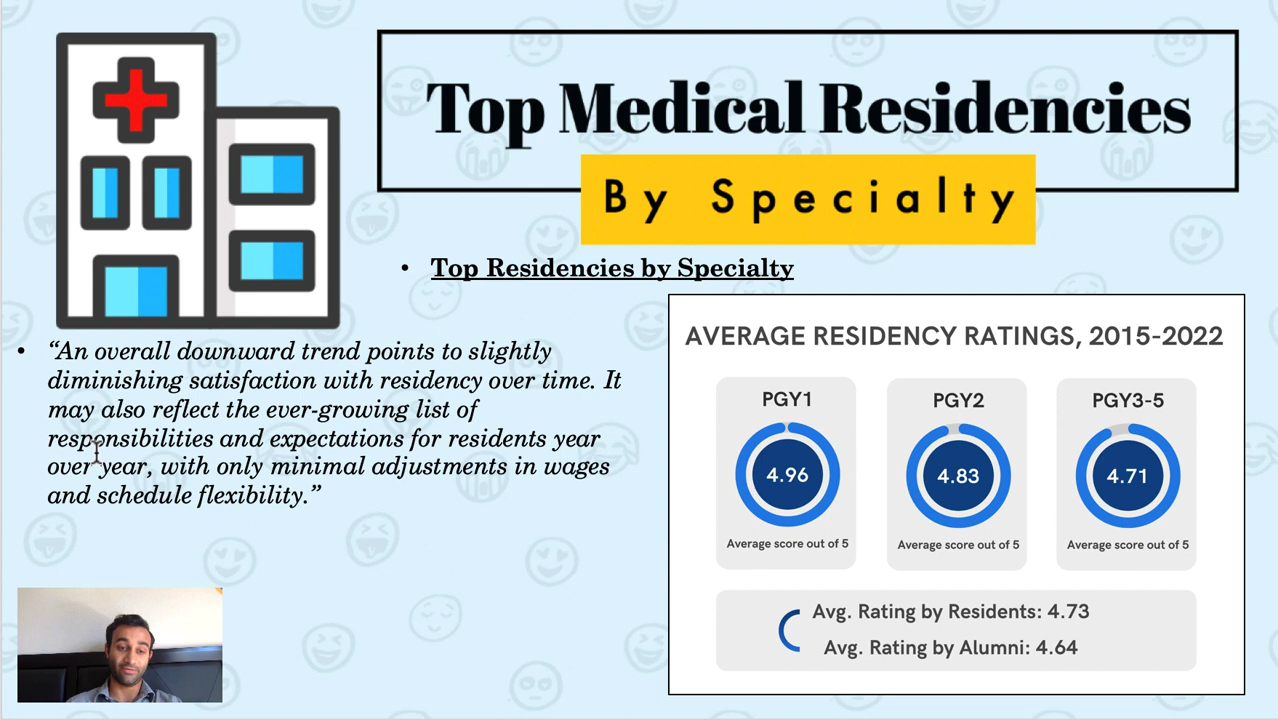 Top Medical Residencies
By Specialty
• Top Residencies by Specialty
• “An overall downward trend points to slightly
diminishing satisfaction with residency over time. It
may also reflect the ever-growing list of
responsibilities and expectations for residents year
over year, with only minimal adjustments in wages
and schedule flexibility.”
AVERAGE RESIDENCY RATINGS, 2015-2022
PGY1
4.96
Average score out of 5
PGY2
4.83
Average score out of 5
PGY3-5
4.71
Average score out of 5
Avg. Rating by Residents: 4.73
Avg. Rating by Alumni: 4.64